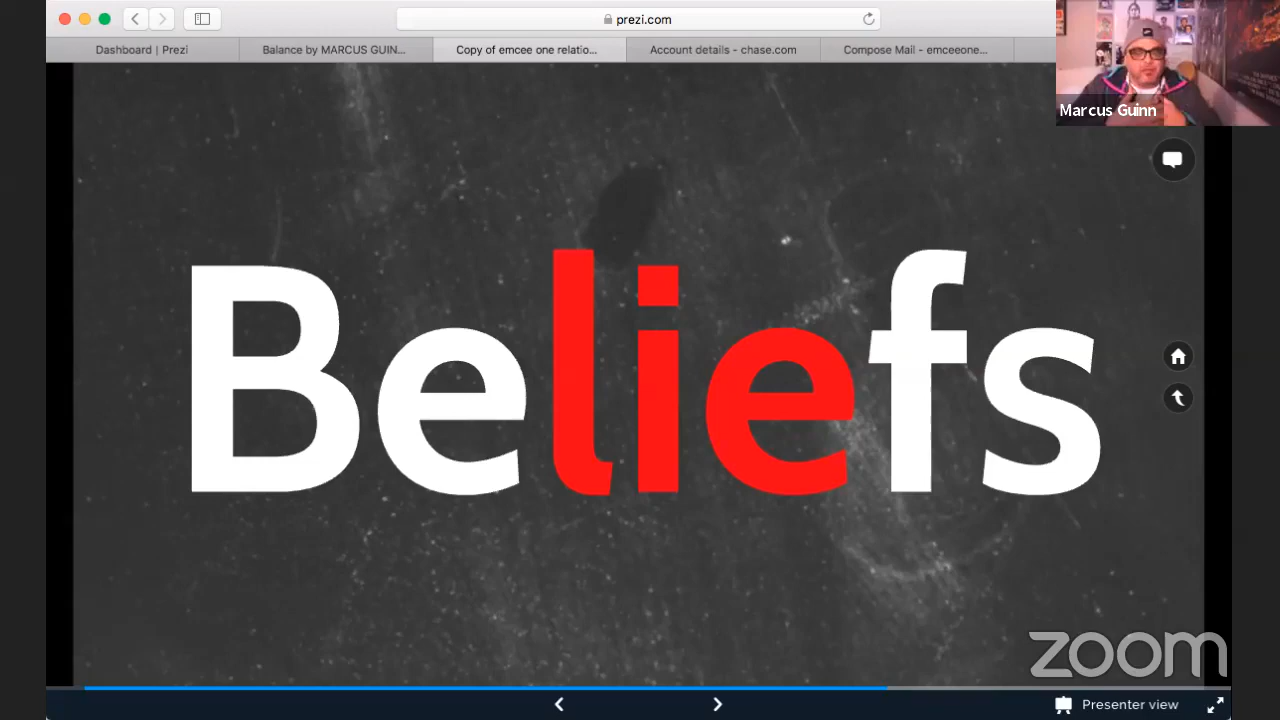 prezi.com
Dashboard | Prezi
Balance by MARCUS GUIN...
Copy of emcee one relatio...
Account details - chase.com
Compose Mail - emceeone...
Marcus Guinn
Beliefs
zoom
Presenter view